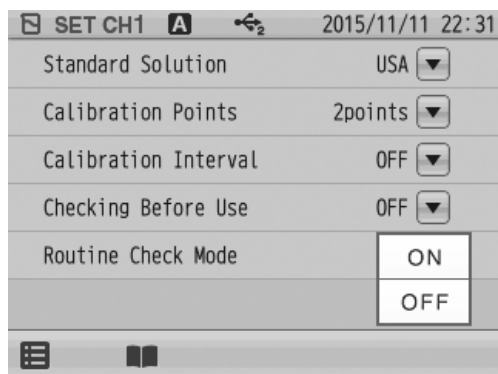 SET CH1 A 2 2015/11/11 22:31
Standard Solution USA
Calibration Points 2points
Calibration Interval OFF
Checking Before Use OFF
Routine Check Mode ON
OFF